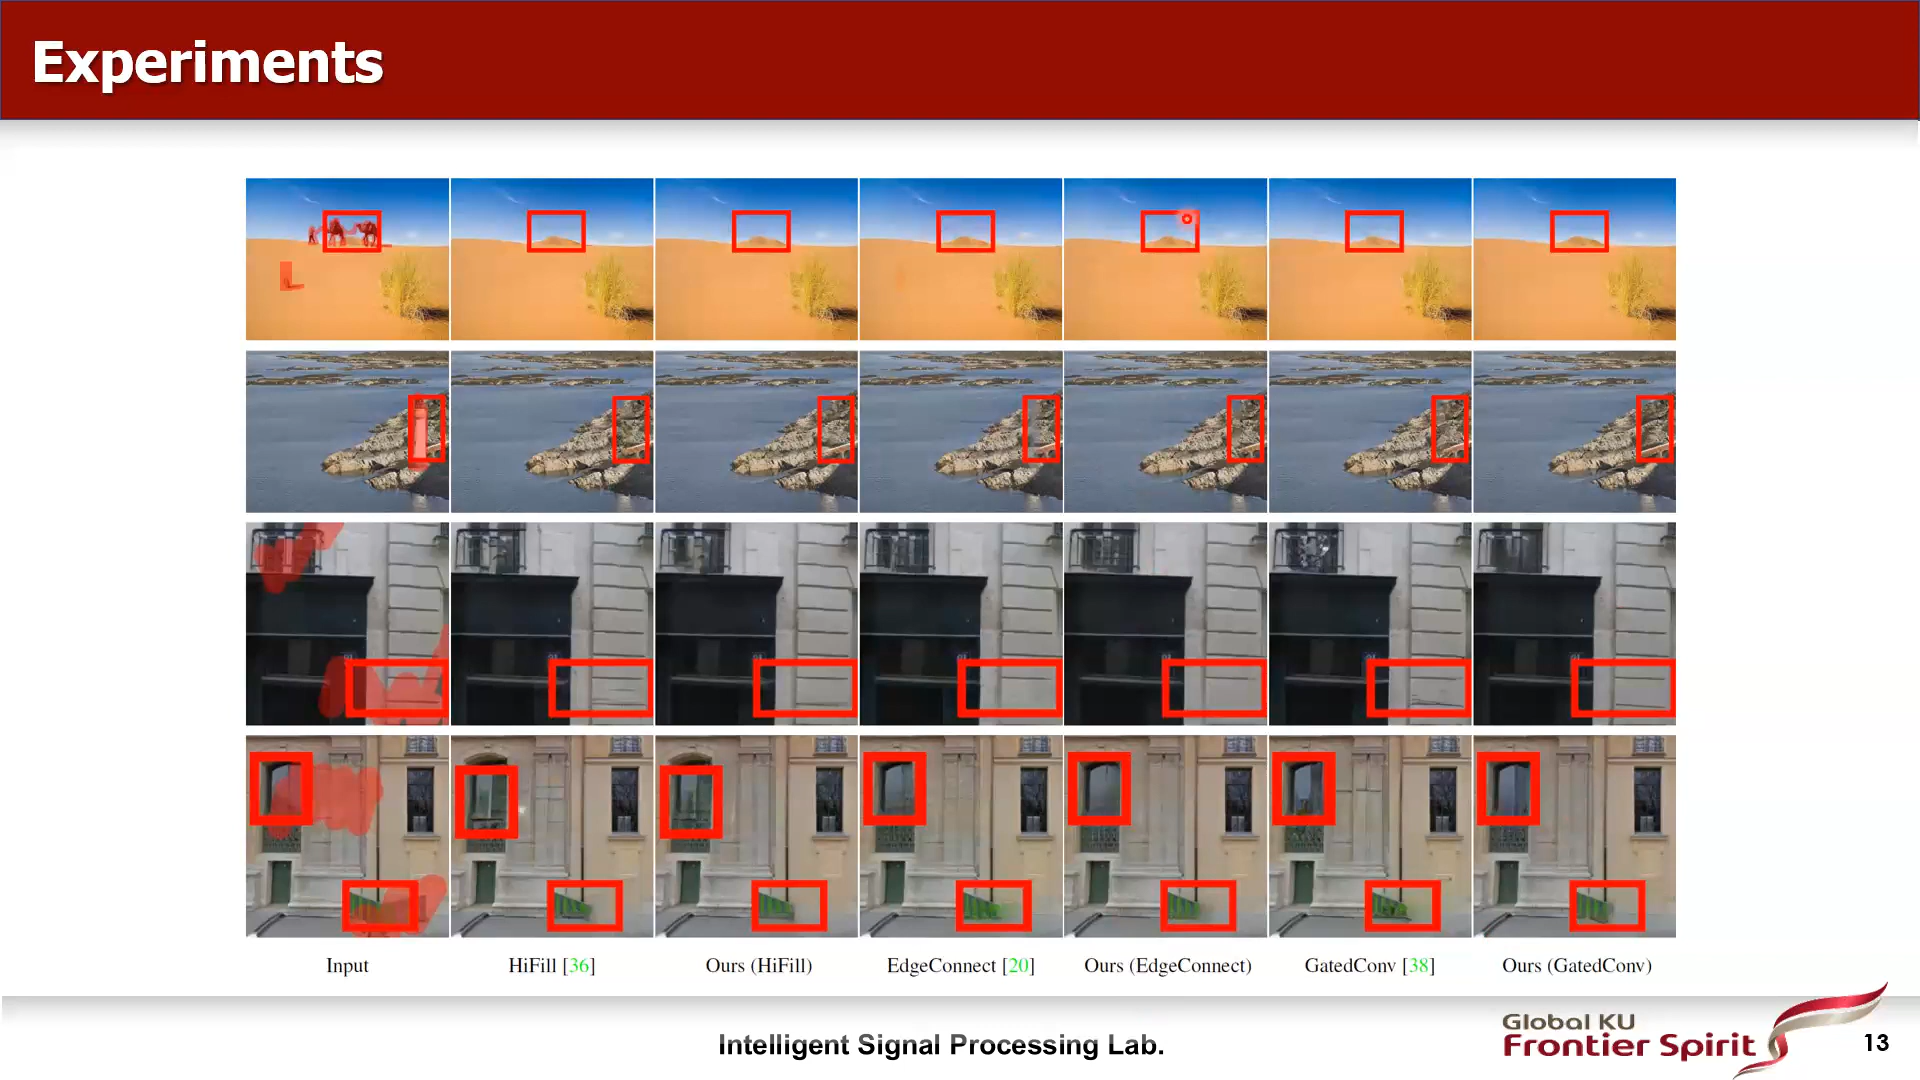 Experiments
Input
HiFill [36]
Ours (HiFill)
EdgeConnect [20]
Ours (EdgeConnect)
GatedConv [38]
Ours (GatedConv)
Intelligent Signal Processing Lab.
Global KU
Frontier Spirit
13